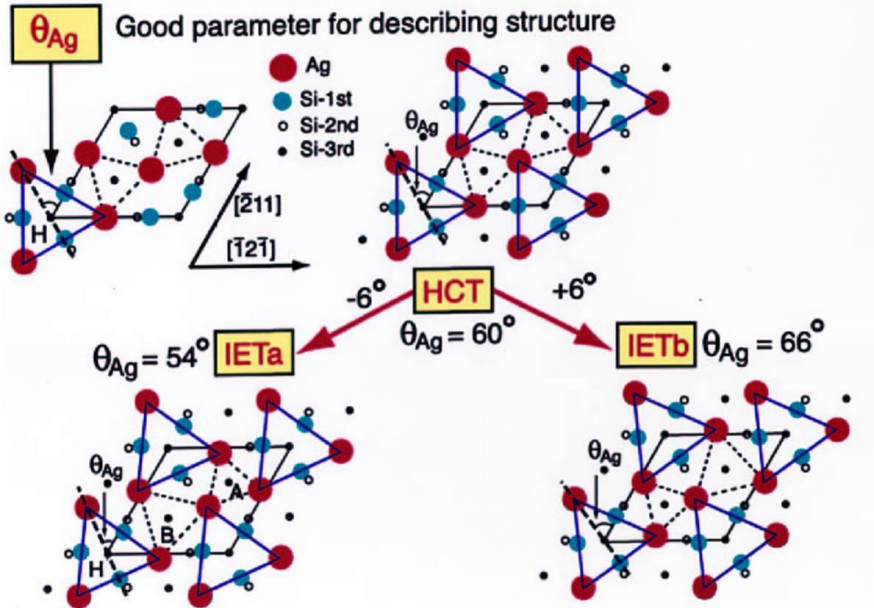 θAg Good parameter for describing structure
Ag
Si-1st
Si-2nd
Si-3rd
θAg
[2̄11]
[1̄21̄]
H
-6° HCT +6°
θAg = 60°
θAg = 54° IETa
IETb θAg = 66°
θAg
A
B
H
θAg